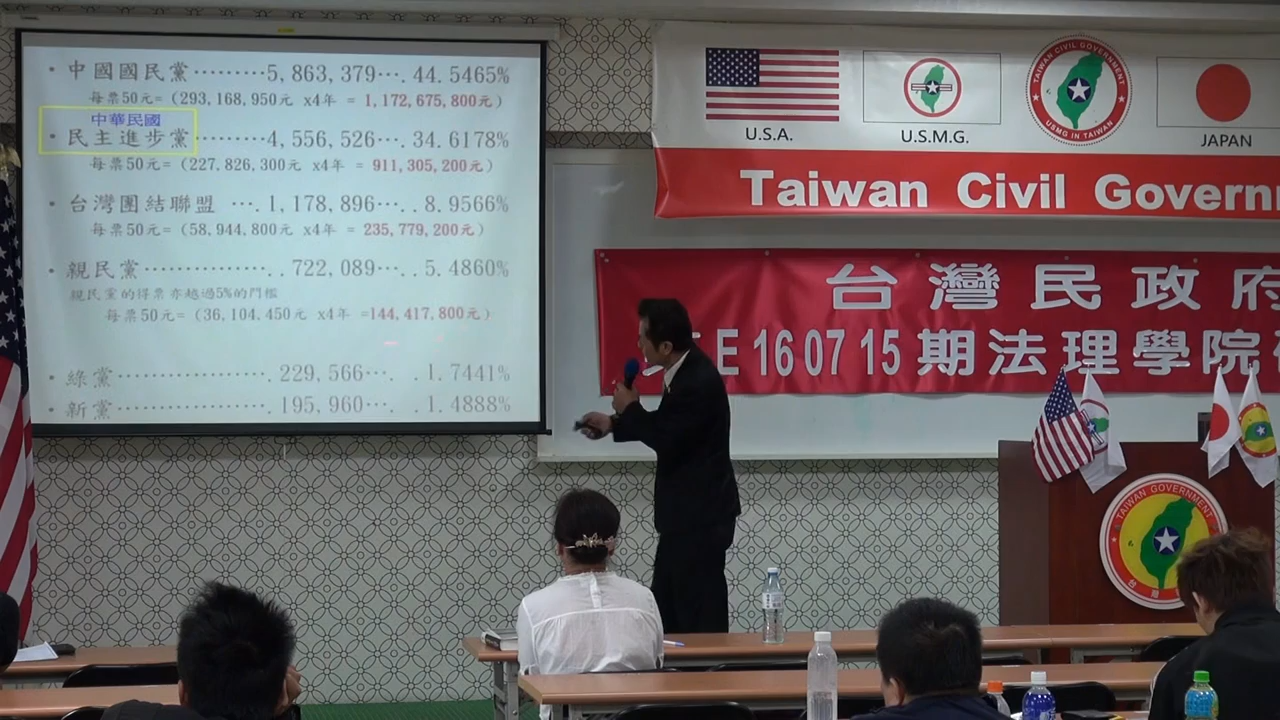 • 中國國民黨·········5,863,379···.44.5465%
每票50元=（293,168,950元 x4年 = 1,172,675,800元）
中華民國
• 民主進步黨·········4,556,526···.34.6178%
每票50元=（227,826,300元 x4年 = 911,305,200元）
• 台灣團結聯盟 ···.1,178,896···..8.9566%
每票50元=（58,944,800元 x4年 = 235,779,200元）
• 親民黨···············..722,089···..5.4860%
親民黨的得票亦越過5%的門檻
每票50元=（36,104,450元 x4年 =144,417,800元）
• 綠黨··················.229,566···. .1.7441%
• 新黨··················.195,960···. .1.4888%
U.S.A.
U.S.M.G.
TAIWAN CIVIL GOVERNMENT
USMG IN TAIWAN
JAPAN
Taiwan Civil Governm
台灣民政府
E 16 07 15 期法理學院
TAIWAN GOVERNMENT
台灣